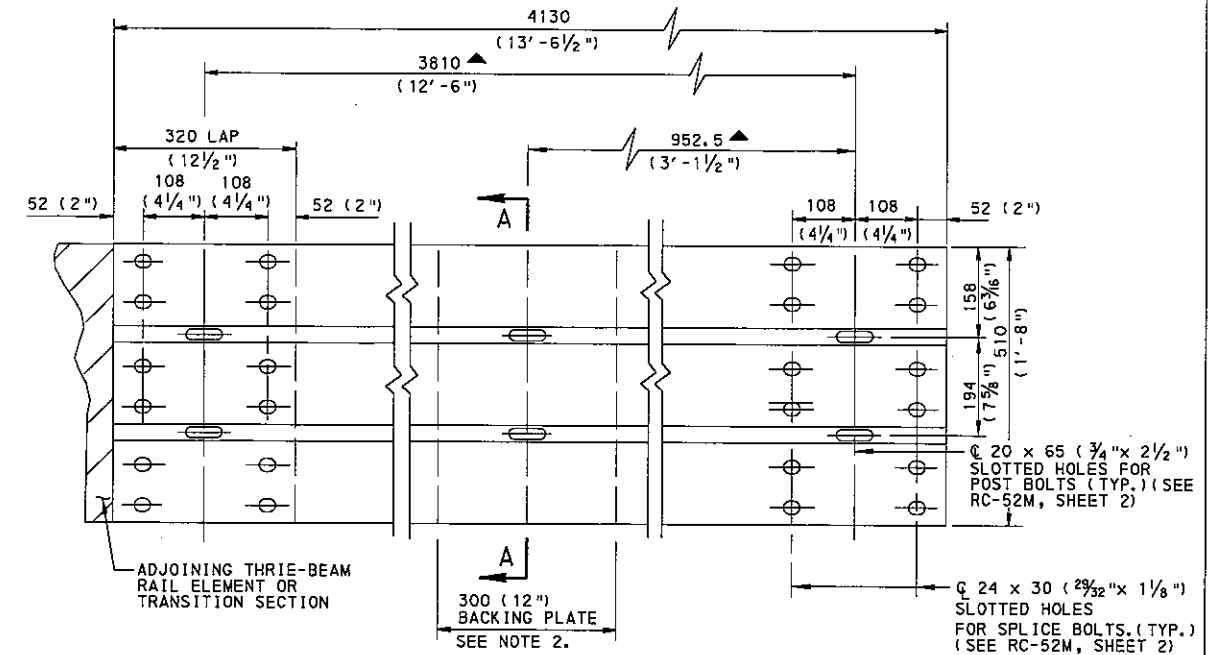 4130
(13'-6½")
3810 ▲
(12'-6")
320 LAP
(12½")
952.5 ▲
(3'-1½")
108
(4¼")
108
(4¼")
52 (2")
52 (2")
A
108
(4¼")
108
(4¼")
52 (2")
158
(6³⁄₁₆")
510
(1'-8")
194
(7⅝")
℄ 20 x 65 (¾"x 2½")
SLOTTED HOLES FOR
POST BOLTS (TYP.)(SEE
RC-52M, SHEET 2)
A
ADJOINING THRIE-BEAM
RAIL ELEMENT OR
TRANSITION SECTION
300 (12")
BACKING PLATE
SEE NOTE 2.
℄ 24 x 30 (²⁹⁄₃₂"x 1⅛")
SLOTTED HOLES
FOR SPLICE BOLTS.(TYP.)
(SEE RC-52M, SHEET 2)